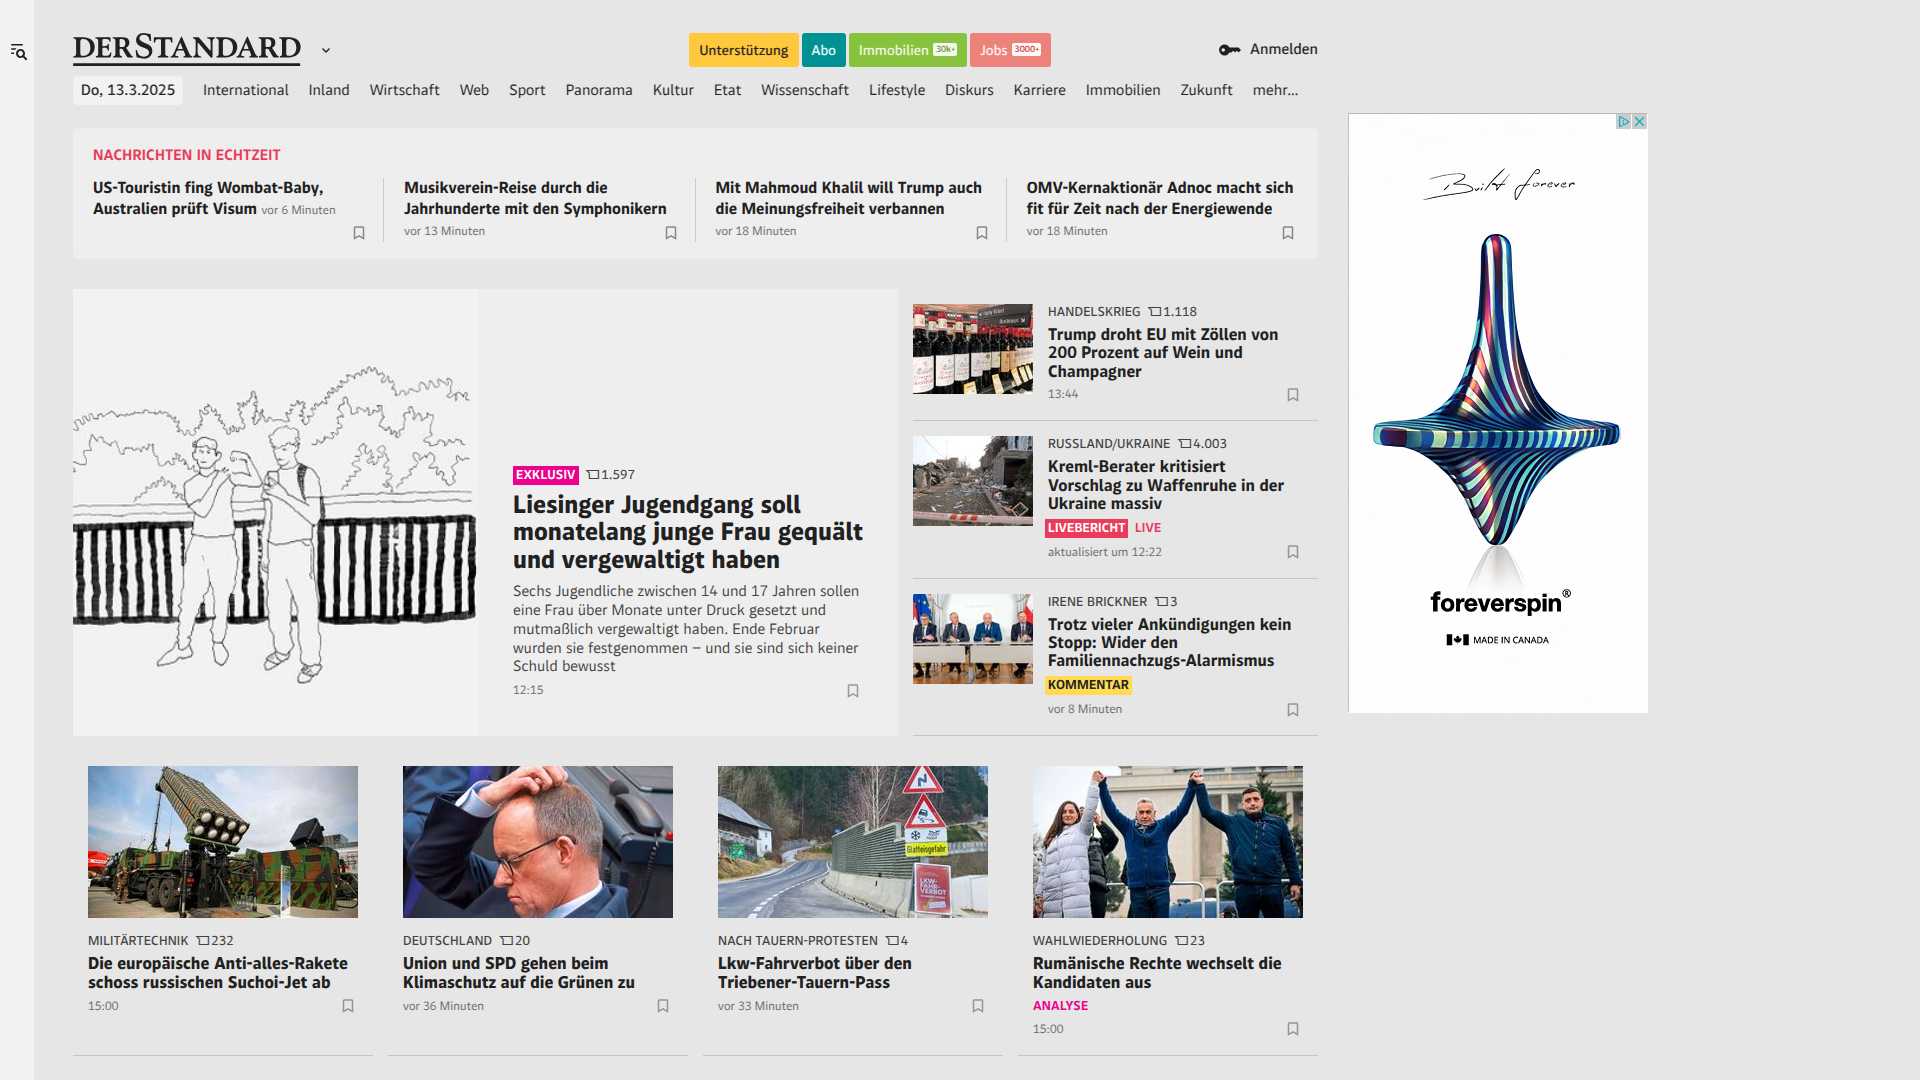 DERSTANDARD
Unterstützung
Abo
Immobilien 30k+
Jobs 3000+
Anmelden
Do, 13.3.2025
International
Inland
Wirtschaft
Web
Sport
Panorama
Kultur
Etat
Wissenschaft
Lifestyle
Diskurs
Karriere
Immobilien
Zukunft
mehr...
NACHRICHTEN IN ECHTZEIT
US-Touristin fing Wombat-Baby,
Australien prüft Visum vor 6 Minuten
Musikverein-Reise durch die
Jahrhunderte mit den Symphonikern
vor 13 Minuten
Mit Mahmoud Khalil will Trump auch
die Meinungsfreiheit verbannen
vor 18 Minuten
OMV-Kernaktionär Adnoc macht sich
fit für Zeit nach der Energiewende
vor 18 Minuten
EXKLUSIV 1.597
Liesinger Jugendgang soll
monatelang junge Frau gequält
und vergewaltigt haben
Sechs Jugendliche zwischen 14 und 17 Jahren sollen
eine Frau über Monate unter Druck gesetzt und
mutmaßlich vergewaltigt haben. Ende Februar
wurden sie festgenommen – und sie sind sich keiner
Schuld bewusst
12:15
HANDELSKRIEG 1.118
Trump droht EU mit Zöllen von
200 Prozent auf Wein und
Champagner
13:44
RUSSLAND/UKRAINE 4.003
Kreml-Berater kritisiert
Vorschlag zu Waffenruhe in der
Ukraine massiv
LIVEBERICHT LIVE
aktualisiert um 12:22
IRENE BRICKNER 3
Trotz vieler Ankündigungen kein
Stopp: Wider den
Familiennachzugs-Alarmismus
KOMMENTAR
vor 8 Minuten
Built forever
foreverspin®
MADE IN CANADA
MILITÄRTECHNIK 232
Die europäische Anti-alles-Rakete
schoss russischen Suchoi-Jet ab
15:00
DEUTSCHLAND 20
Union und SPD gehen beim
Klimaschutz auf die Grünen zu
vor 36 Minuten
Glatteisgefahr
LKW-
FAHR-
VERBOT
NACH TAUERN-PROTESTEN 4
Lkw-Fahrverbot über den
Triebener-Tauern-Pass
vor 33 Minuten
WAHLWIEDERHOLUNG 23
Rumänische Rechte wechselt die
Kandidaten aus
ANALYSE
15:00